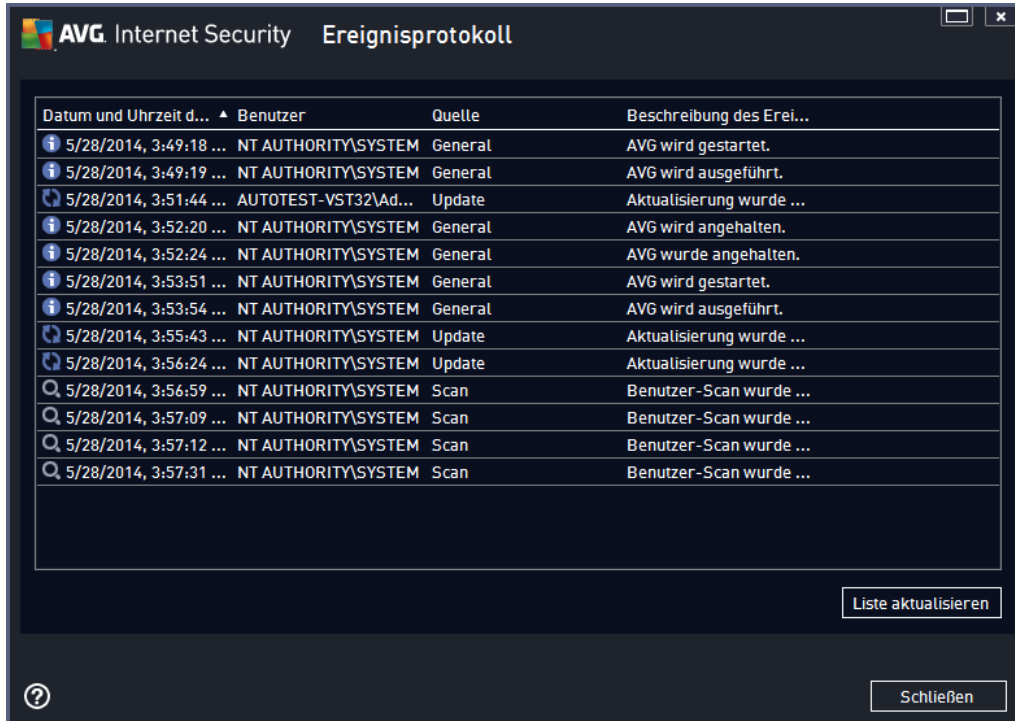 AVG. Internet Security Ereignisprotokoll
Datum und Uhrzeit d... Benutzer Quelle Beschreibung des Erei...
5/28/2014, 3:49:18 ... NT AUTHORITY\SYSTEM General AVG wird gestartet.
5/28/2014, 3:49:19 ... NT AUTHORITY\SYSTEM General AVG wird ausgeführt.
5/28/2014, 3:51:44 ... AUTOTEST-VST32\Ad... Update Aktualisierung wurde ...
5/28/2014, 3:52:20 ... NT AUTHORITY\SYSTEM General AVG wird angehalten.
5/28/2014, 3:52:24 ... NT AUTHORITY\SYSTEM General AVG wurde angehalten.
5/28/2014, 3:53:51 ... NT AUTHORITY\SYSTEM General AVG wird gestartet.
5/28/2014, 3:53:54 ... NT AUTHORITY\SYSTEM General AVG wird ausgeführt.
5/28/2014, 3:55:43 ... NT AUTHORITY\SYSTEM Update Aktualisierung wurde ...
5/28/2014, 3:56:24 ... NT AUTHORITY\SYSTEM Update Aktualisierung wurde ...
5/28/2014, 3:56:59 ... NT AUTHORITY\SYSTEM Scan Benutzer-Scan wurde ...
5/28/2014, 3:57:09 ... NT AUTHORITY\SYSTEM Scan Benutzer-Scan wurde ...
5/28/2014, 3:57:12 ... NT AUTHORITY\SYSTEM Scan Benutzer-Scan wurde ...
5/28/2014, 3:57:31 ... NT AUTHORITY\SYSTEM Scan Benutzer-Scan wurde ...
Liste aktualisieren
Schließen